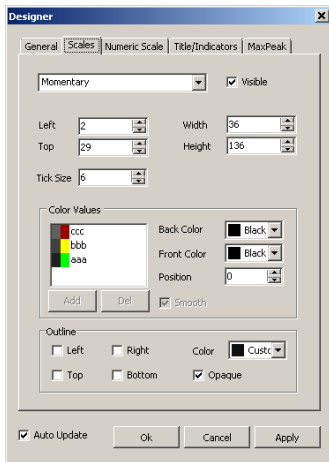 Designer
General Scales Numeric Scale Title/Indicators MaxPeak
Momentary Visible
Left 2 Width 36
Top 29 Height 136
Tick Size 6
Color Values
ccc
bbb
aaa
Back Color Black
Front Color Black
Position 0
Add Del Smooth
Outline
Left Right Color Custo
Top Bottom Opaque
Auto Update Ok Cancel Apply